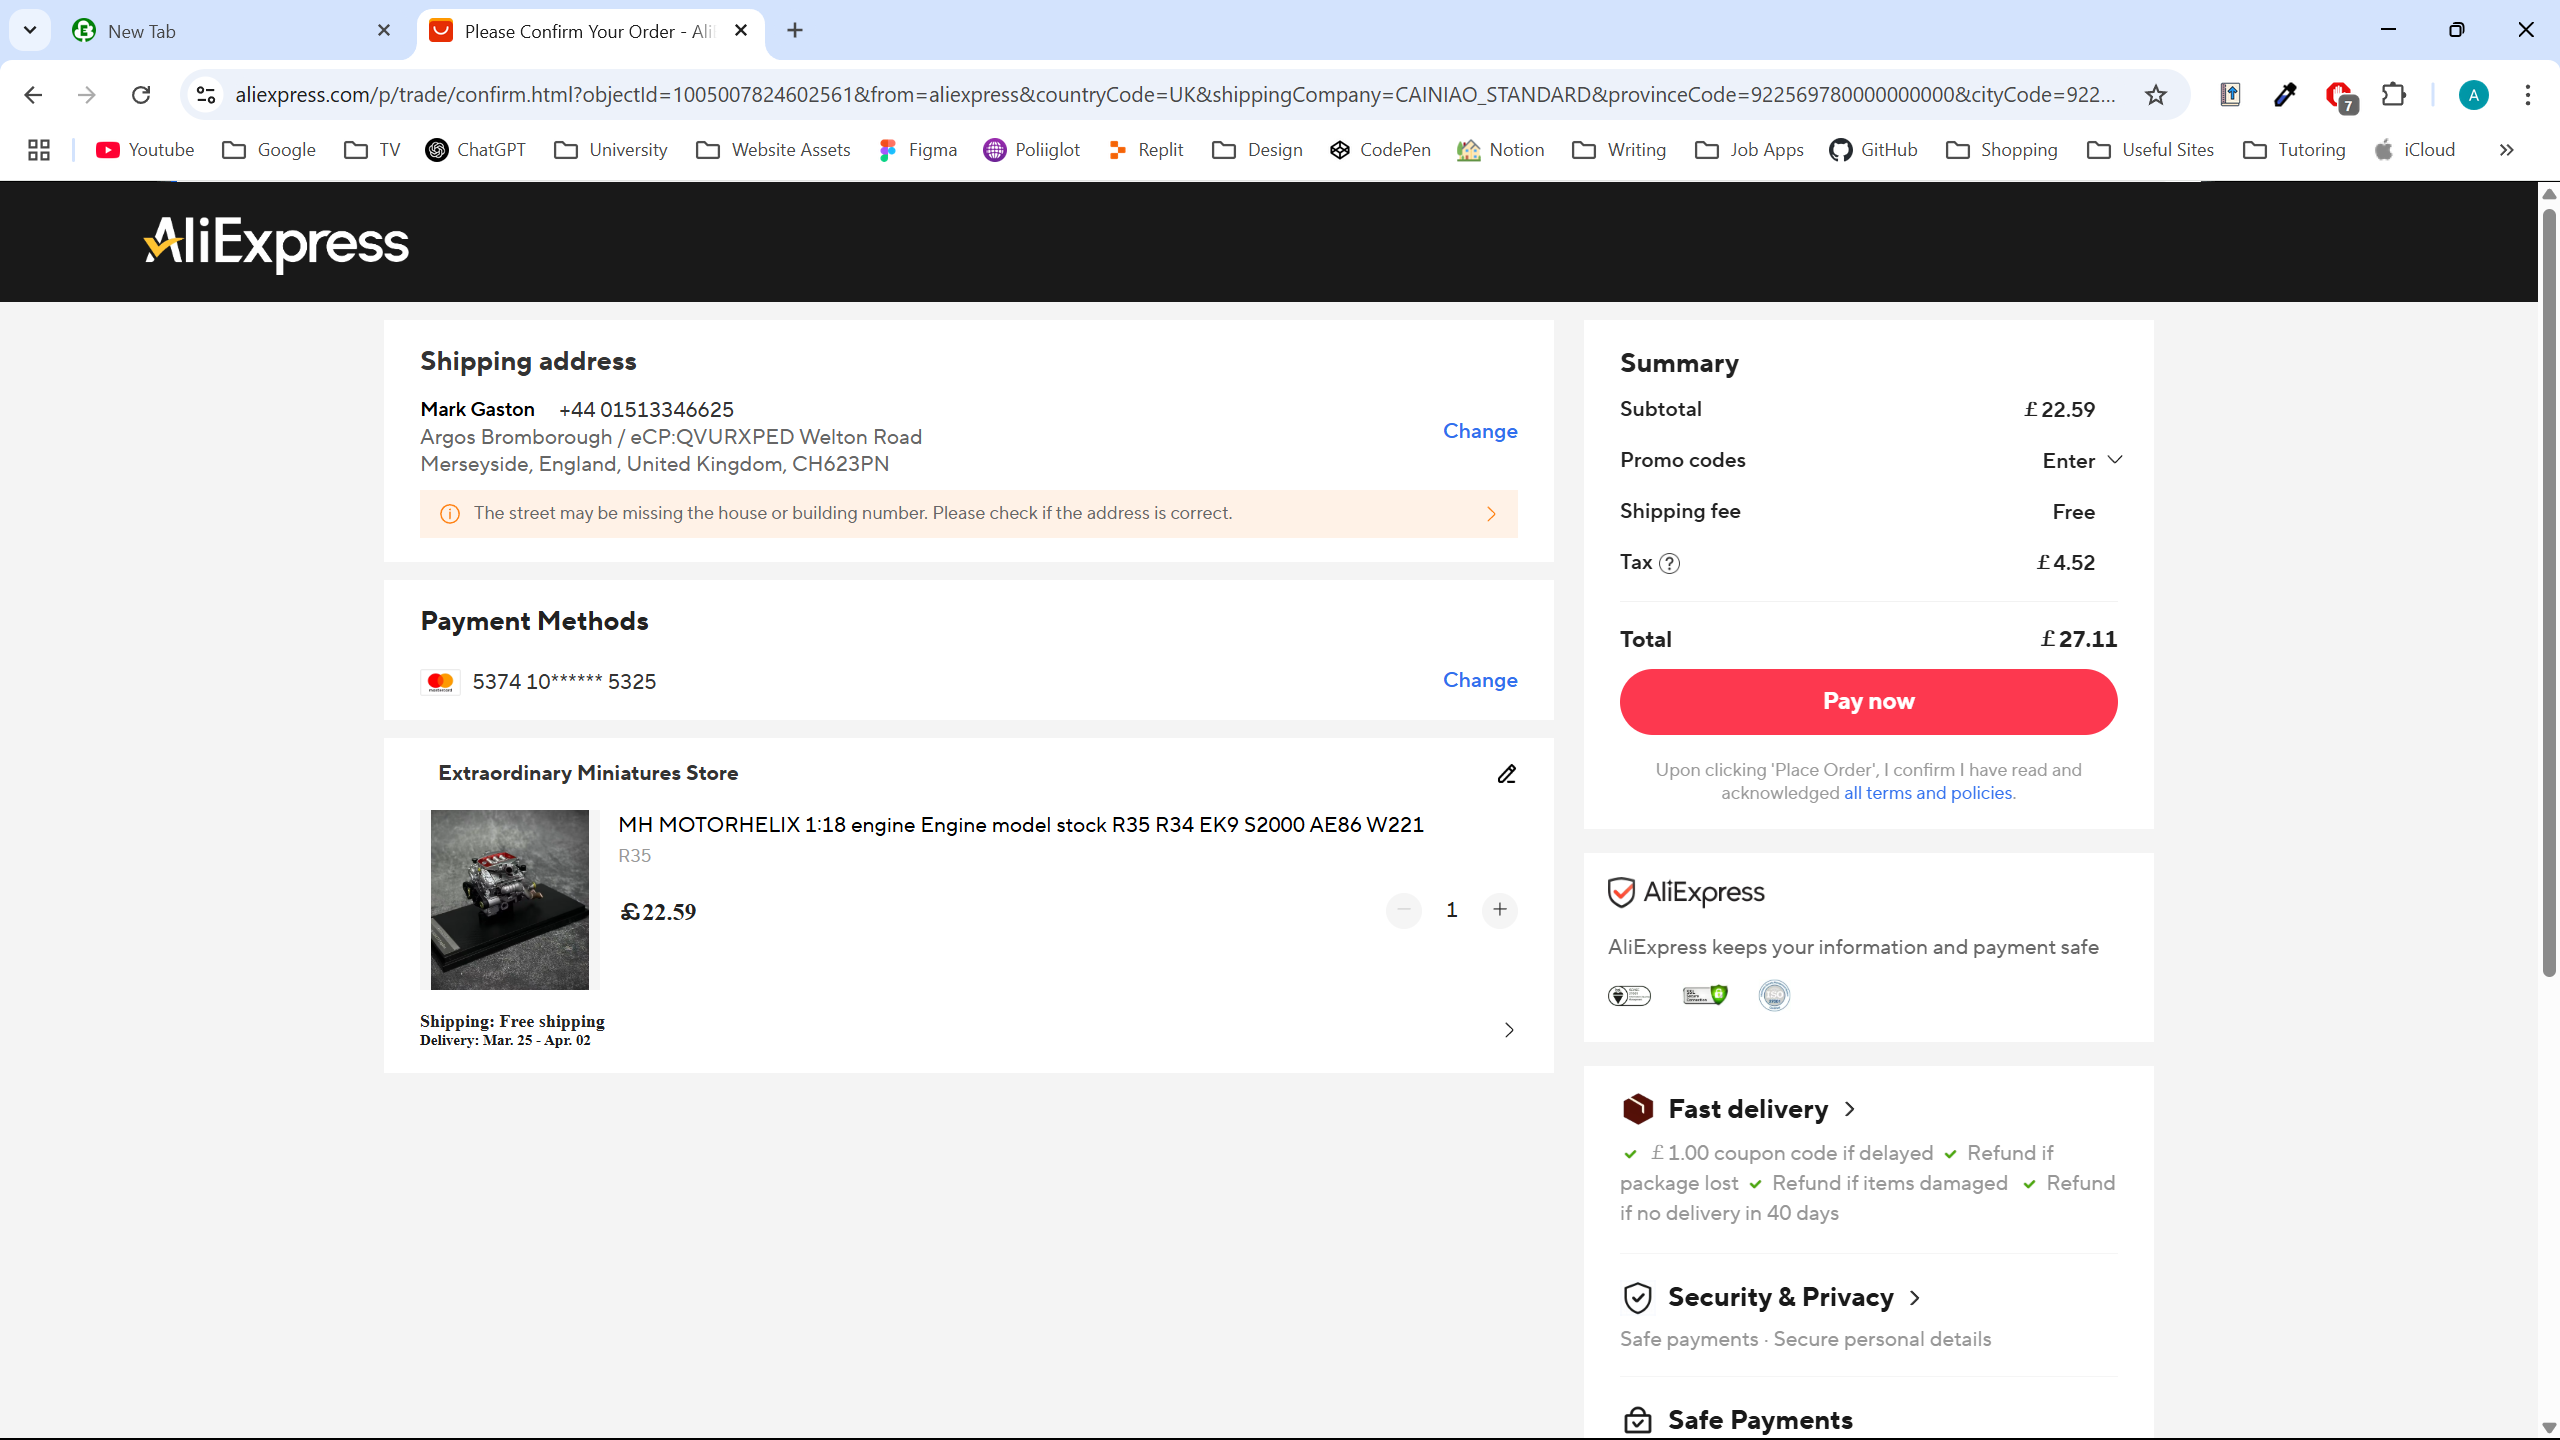 New Tab
Please Confirm Your Order - Ali
aliexpress.com/p/trade/confirm.html?objectId=1005007824602561&from=aliexpress&countryCode=UK&shippingCompany=CAINIAO_STANDARD&provinceCode=922569780000000000&cityCode=922...
7
A
Youtube
Google
TV
ChatGPT
University
Website Assets
Figma
Poliiglot
Replit
Design
CodePen
Notion
Writing
Job Apps
GitHub
Shopping
Useful Sites
Tutoring
iCloud
AliExpress
Shipping address
Mark Gaston +44 01513346625
Argos Bromborough / eCP:QVURXPED Welton Road
Merseyside, England, United Kingdom, CH623PN
Change
The street may be missing the house or building number. Please check if the address is correct.
Payment Methods
5374 10****** 5325
Change
Extraordinary Miniatures Store
MH MOTORHELIX 1:18 engine Engine model stock R35 R34 EK9 S2000 AE86 W221
R35
£22.59
1
Shipping: Free shipping
Delivery: Mar. 25 - Apr. 02
Summary
Subtotal £22.59
Promo codes Enter
Shipping fee Free
Tax ? £4.52
Total £27.11
Pay now
Upon clicking 'Place Order', I confirm I have read and
acknowledged all terms and policies.
AliExpress
AliExpress keeps your information and payment safe
Fast delivery
£1.00 coupon code if delayed Refund if
package lost Refund if items damaged Refund
if no delivery in 40 days
Security & Privacy
Safe payments · Secure personal details
Safe Payments